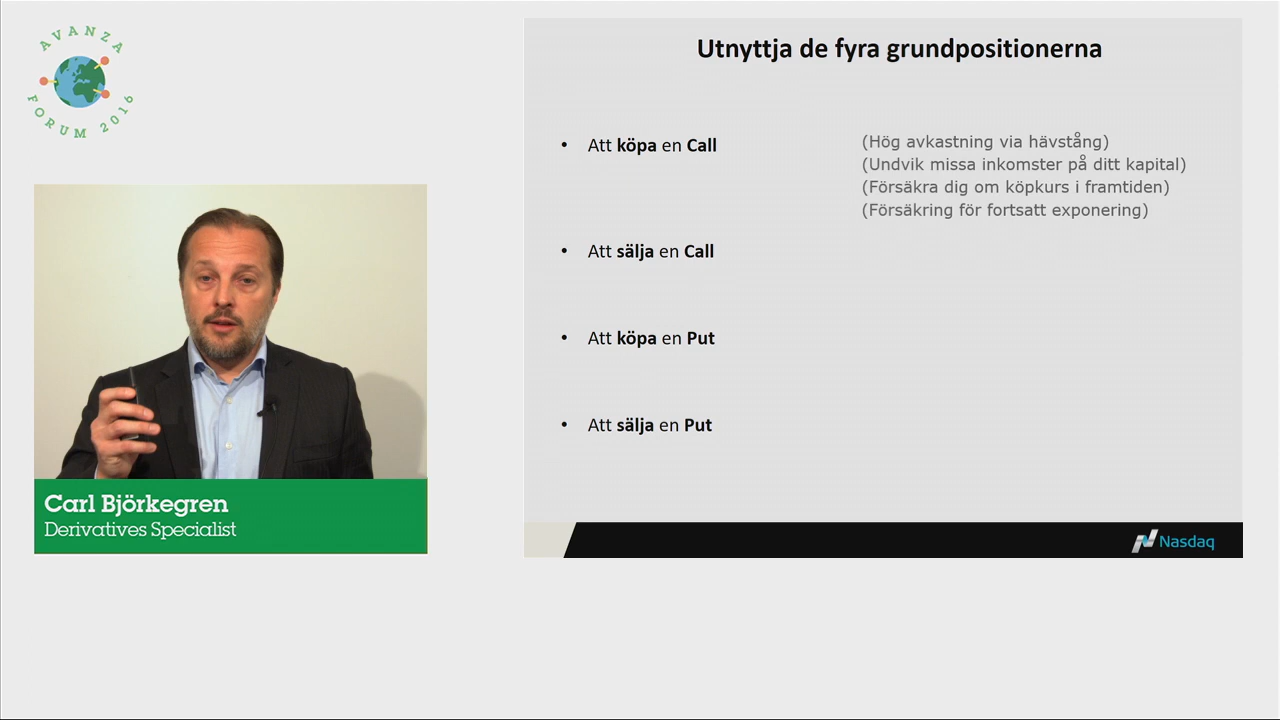 AVANZA
FORUM 2016
Utnyttja de fyra grundpositionerna
• Att köpa en Call
(Hög avkastning via hävstång)
(Undvik missa inkomster på ditt kapital)
(Försäkra dig om köpkurs i framtiden)
(Försäkring för fortsatt exponering)
• Att sälja en Call
• Att köpa en Put
• Att sälja en Put
Nasdaq
Carl Björkegren
Derivatives Specialist